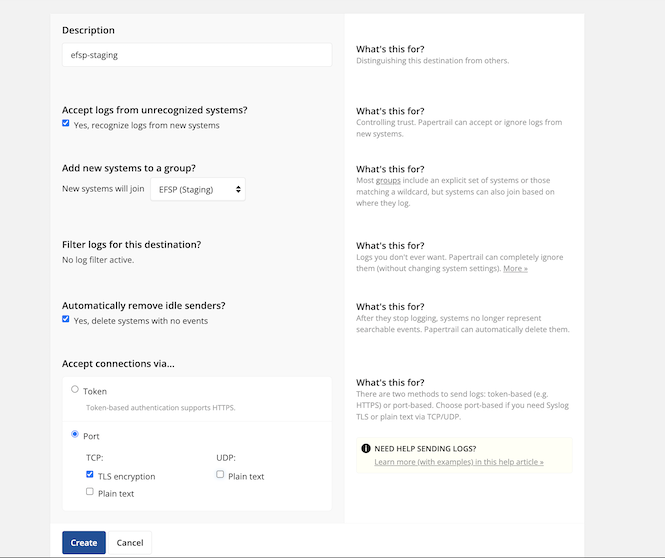 Description
efsp-staging
What's this for?
Distinguishing this destination from others.
Accept logs from unrecognized systems?
Yes, recognize logs from new systems
What's this for?
Controlling trust. Papertrail can accept or ignore logs from
new systems.
Add new systems to a group?
New systems will join EFSP (Staging)
What's this for?
Most groups include an explicit set of systems or those
matching a wildcard, but systems can also join based on
where they log.
Filter logs for this destination?
No log filter active.
What's this for?
Logs you don't ever want. Papertrail can completely ignore
them (without changing system settings). More »
Automatically remove idle senders?
Yes, delete systems with no events
What's this for?
After they stop logging, systems no longer represent
searchable events. Papertrail can automatically delete them.
Accept connections via...
Token
Token-based authentication supports HTTPS.
Port
TCP: UDP:
TLS encryption Plain text
Plain text
What's this for?
There are two methods to send logs: token-based (e.g.
HTTPS) or port-based. Choose port-based if you need Syslog
TLS or plain text via TCP/UDP.
NEED HELP SENDING LOGS?
Learn more (with examples) in this help article »
Create Cancel